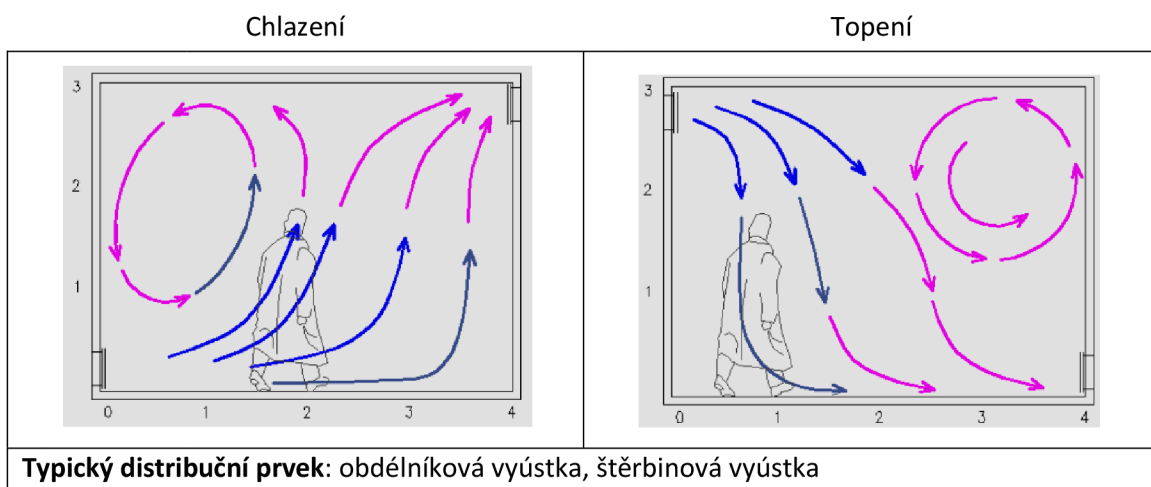 Chlazení Topení
3 3
2 2
1 1
0 1 2 3 4 0 1 2 3 4
Typický distribuční prvek: obdélníková vyústka, štěrbinová vyústka